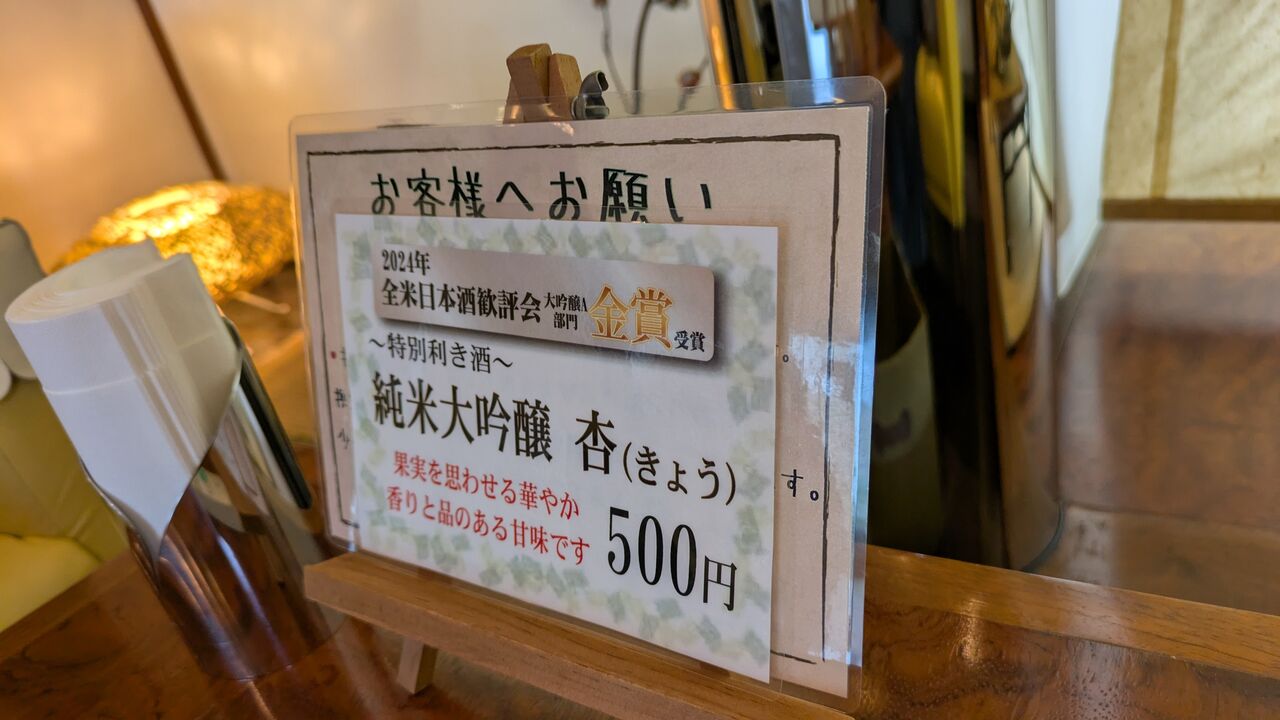 お客様へお願い
2024年
全米日本酒歓評会 大吟醸A部門 金賞 受賞
～特別利き酒～
純米大吟醸 杏(きょう)
果実を思わせる華やか
香りと品のある甘味です
500円
。
す。